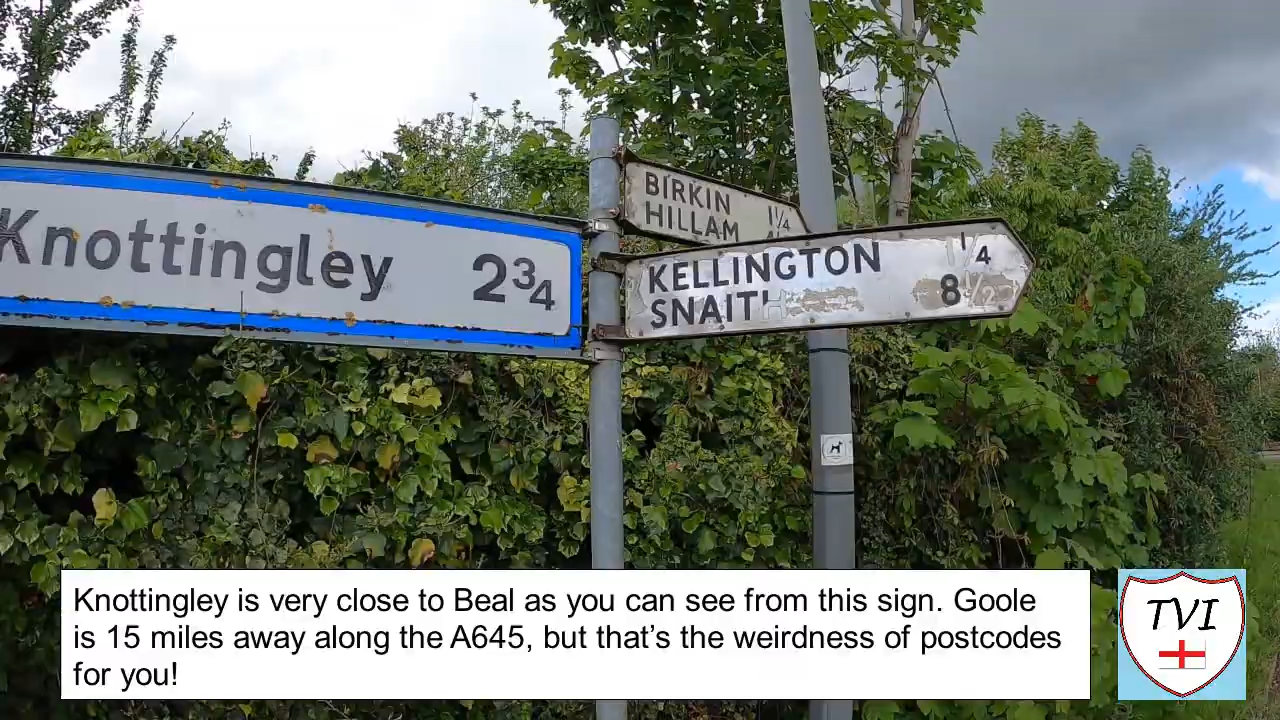 Knottingley 2¾
BIRKIN 1¼
HILLAM
KELLINGTON 1¼
SNAITH 8½
Knottingley is very close to Beal as you can see from this sign. Goole
is 15 miles away along the A645, but that’s the weirdness of postcodes
for you!
TVI